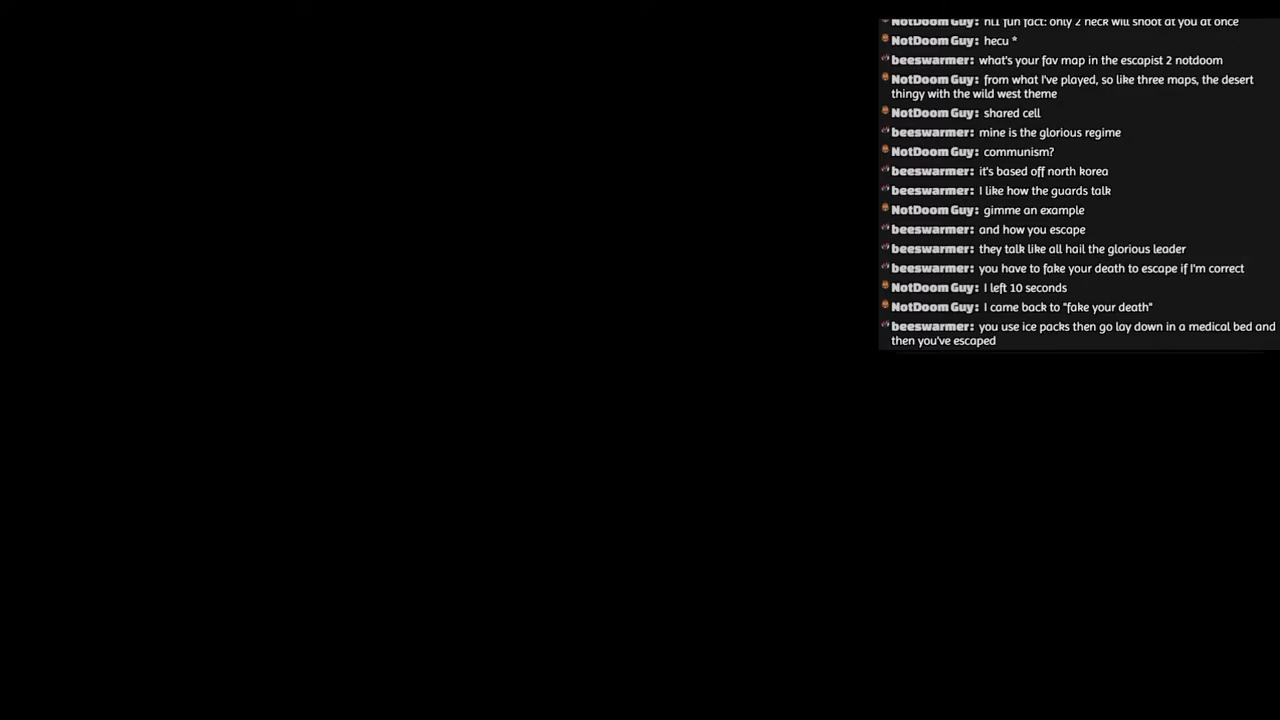 NotDoom Guy: hl1 fun fact: only 2 heck will shoot at you at once
NotDoom Guy: hecu *
beeswarmer: what's your fav map in the escapist 2 notdoom
NotDoom Guy: from what I've played, so like three maps, the desert
thingy with the wild west theme
NotDoom Guy: shared cell
beeswarmer: mine is the glorious regime
NotDoom Guy: communism?
beeswarmer: it's based off north korea
beeswarmer: I like how the guards talk
NotDoom Guy: gimme an example
beeswarmer: and how you escape
beeswarmer: they talk like all hail the glorious leader
beeswarmer: you have to fake your death to escape if I'm correct
NotDoom Guy: I left 10 seconds
NotDoom Guy: I came back to "fake your death"
beeswarmer: you use ice packs then go lay down in a medical bed and
then you've escaped